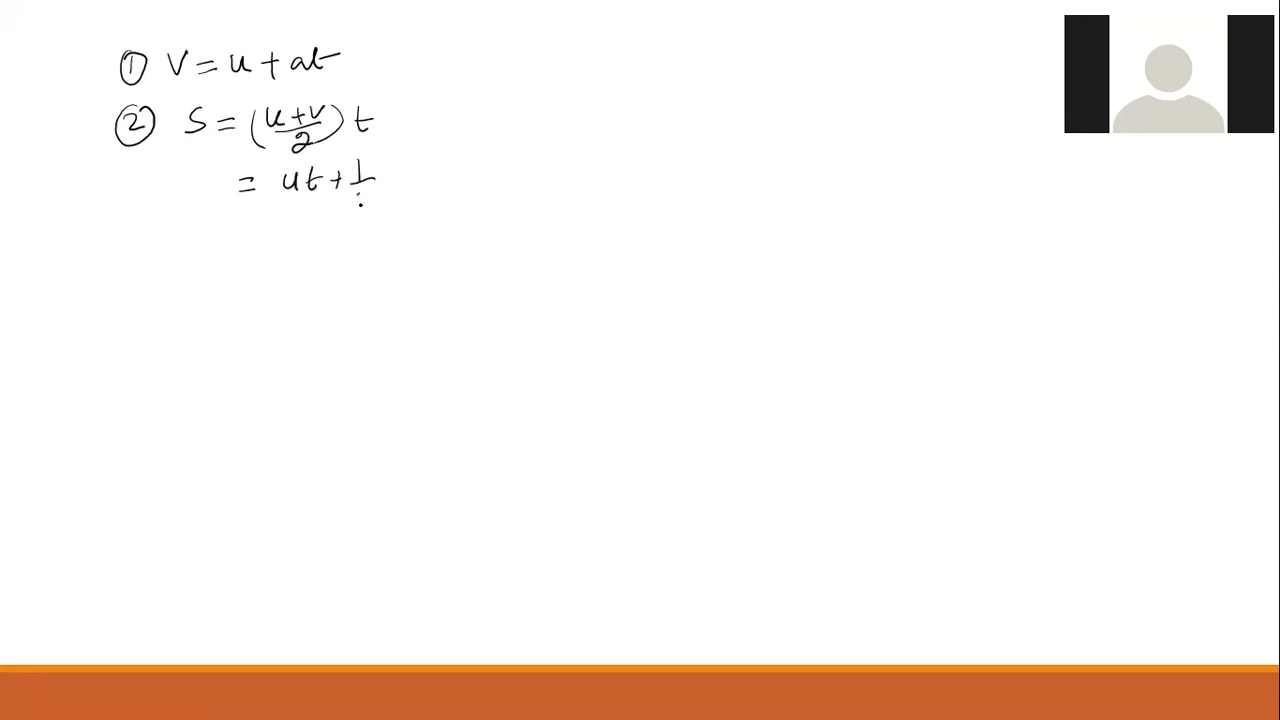 ① V = u + at
② S = (u+v/2) t
= ut + 1/